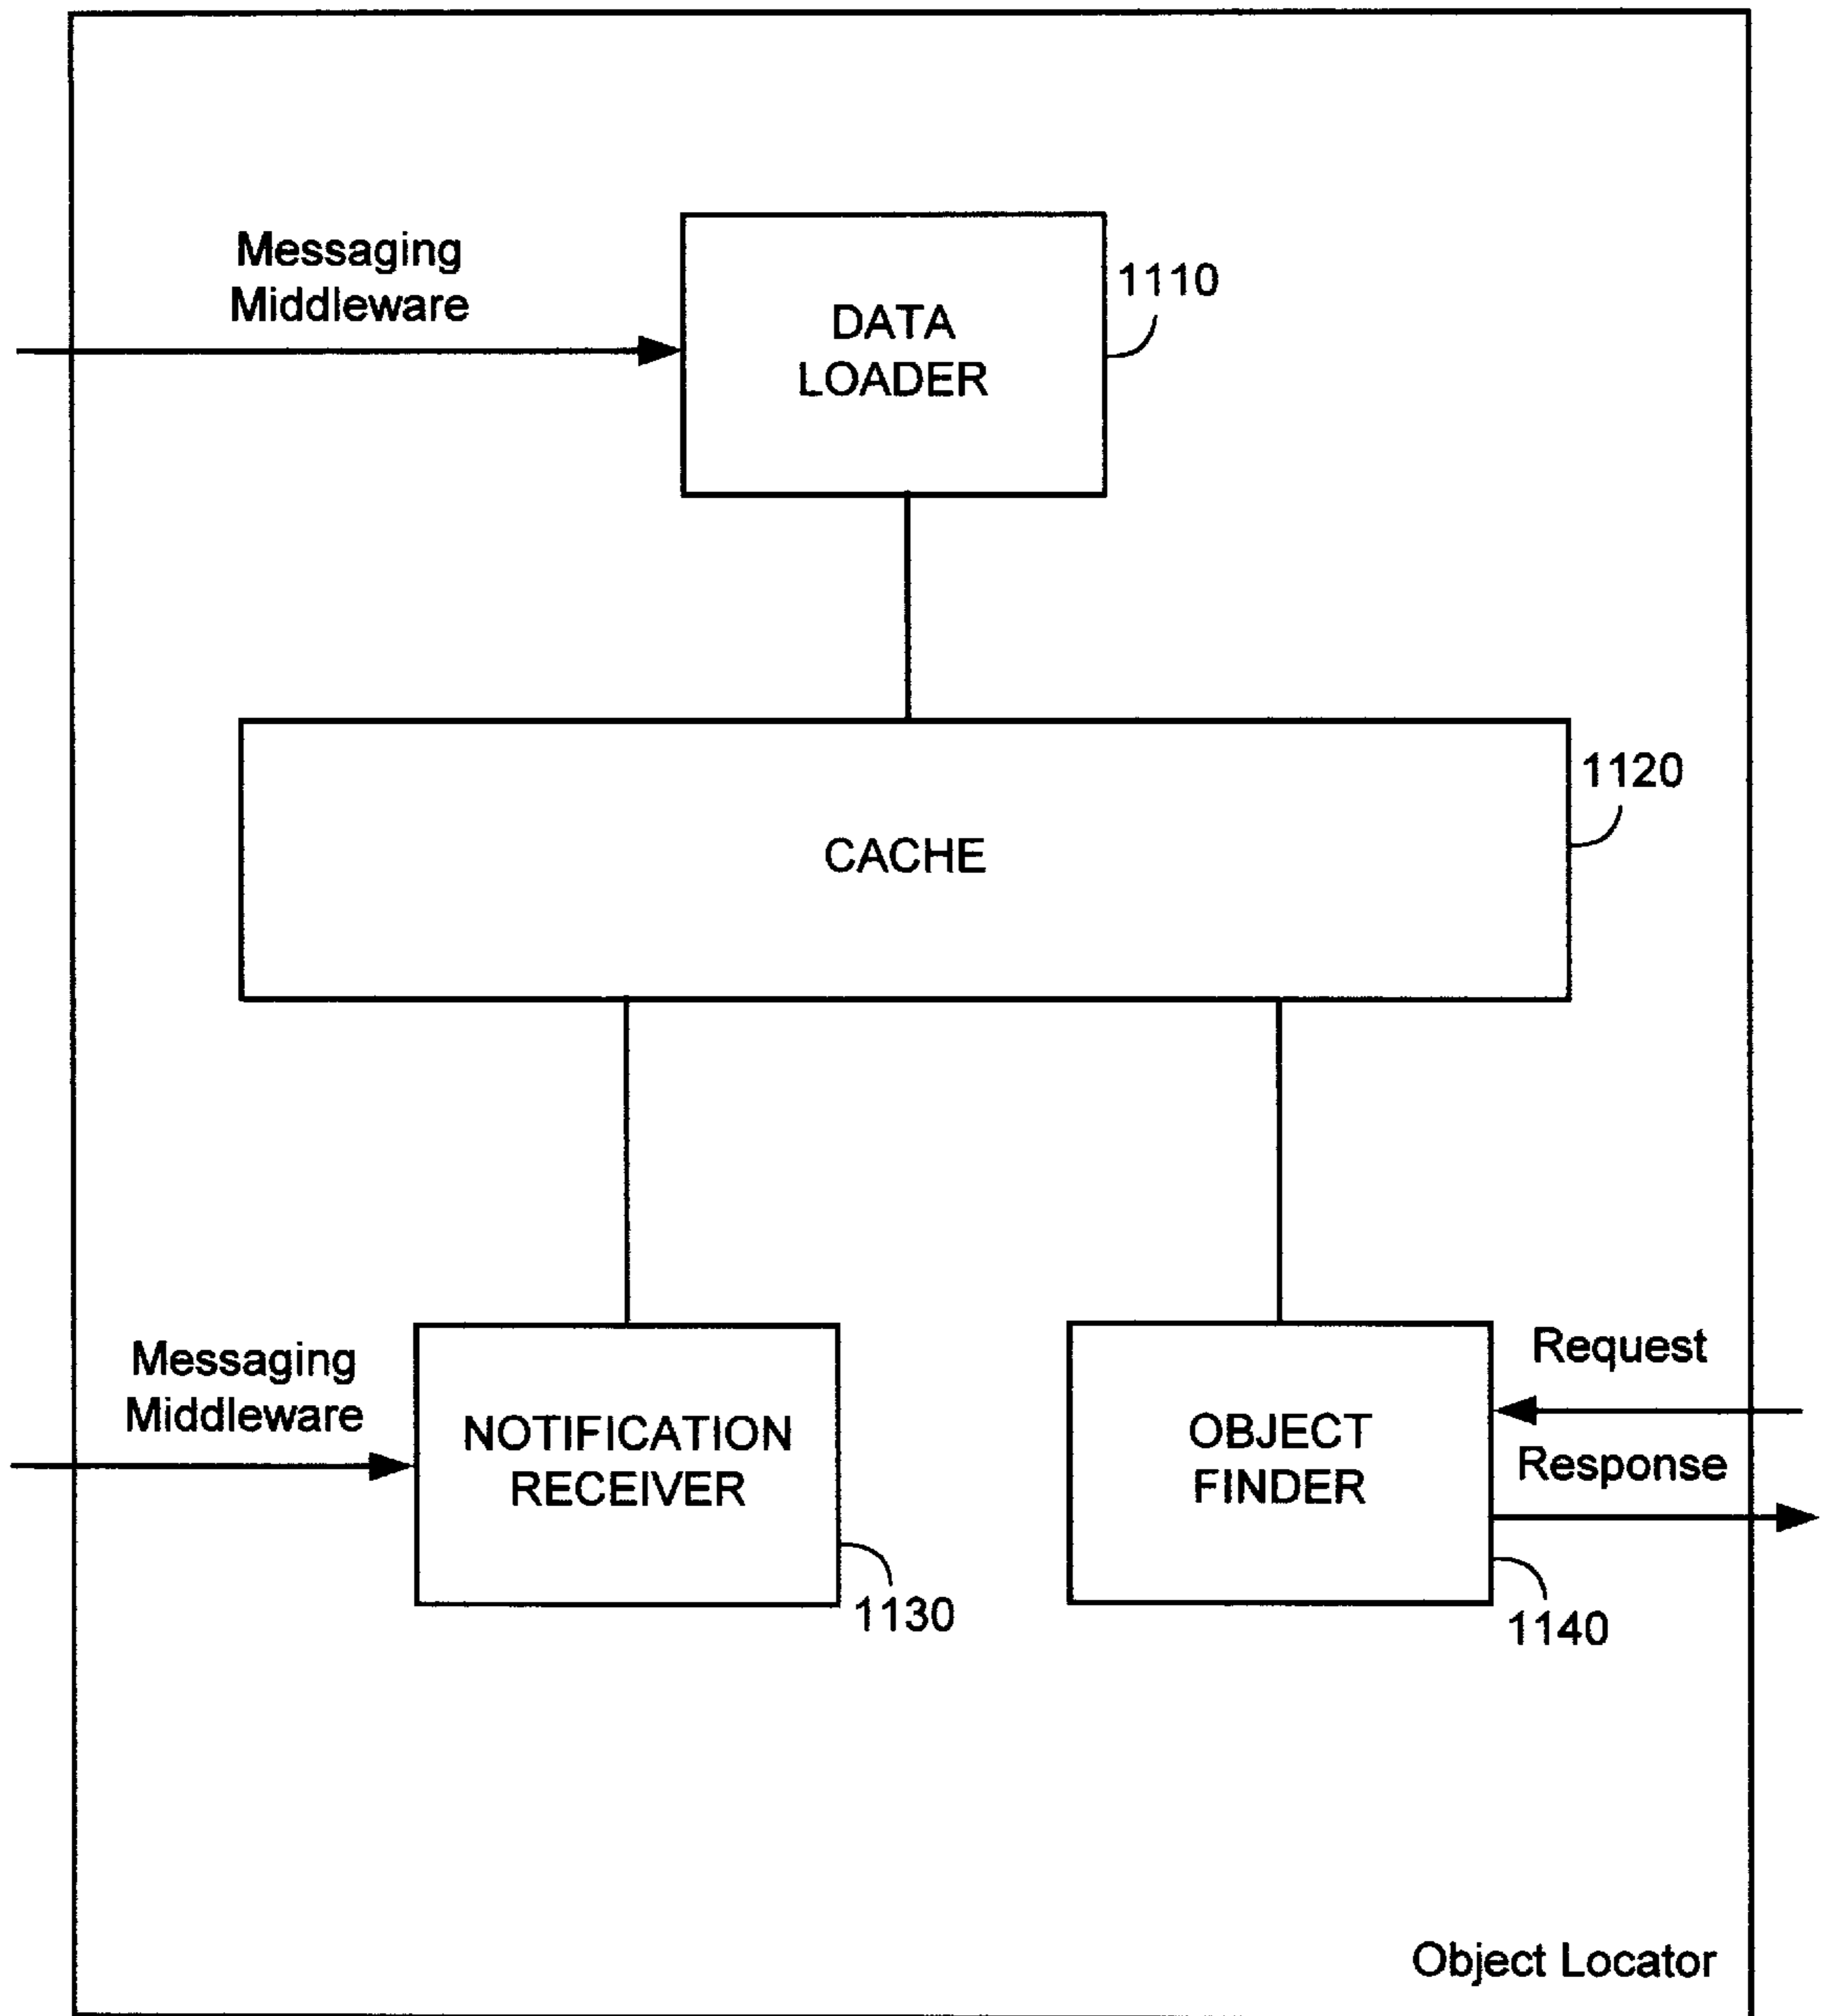 Messaging
Middleware
DATA
LOADER
1110
CACHE
1120
Messaging
Middleware
NOTIFICATION
RECEIVER
1130
OBJECT
FINDER
1140
Request
Response
Object Locator